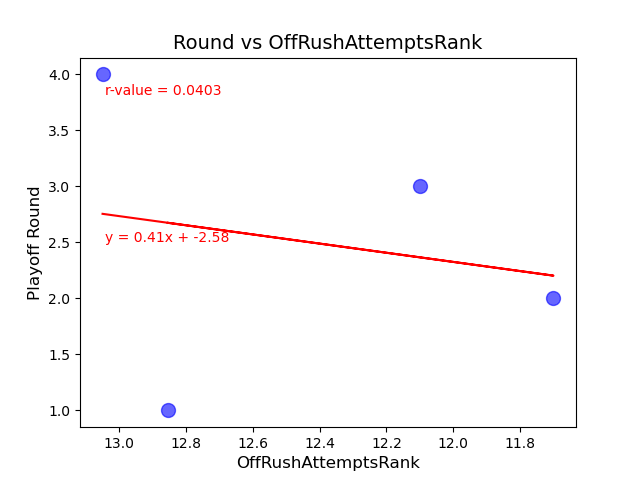 Round vs OffRushAttemptsRank
4.0
r-value = 0.0403
3.5
3.0
Playoff Round
2.5
y = 0.41x + -2.58
2.0
1.5
1.0
13.0 12.8 12.6 12.4 12.2 12.0 11.8
OffRushAttemptsRank